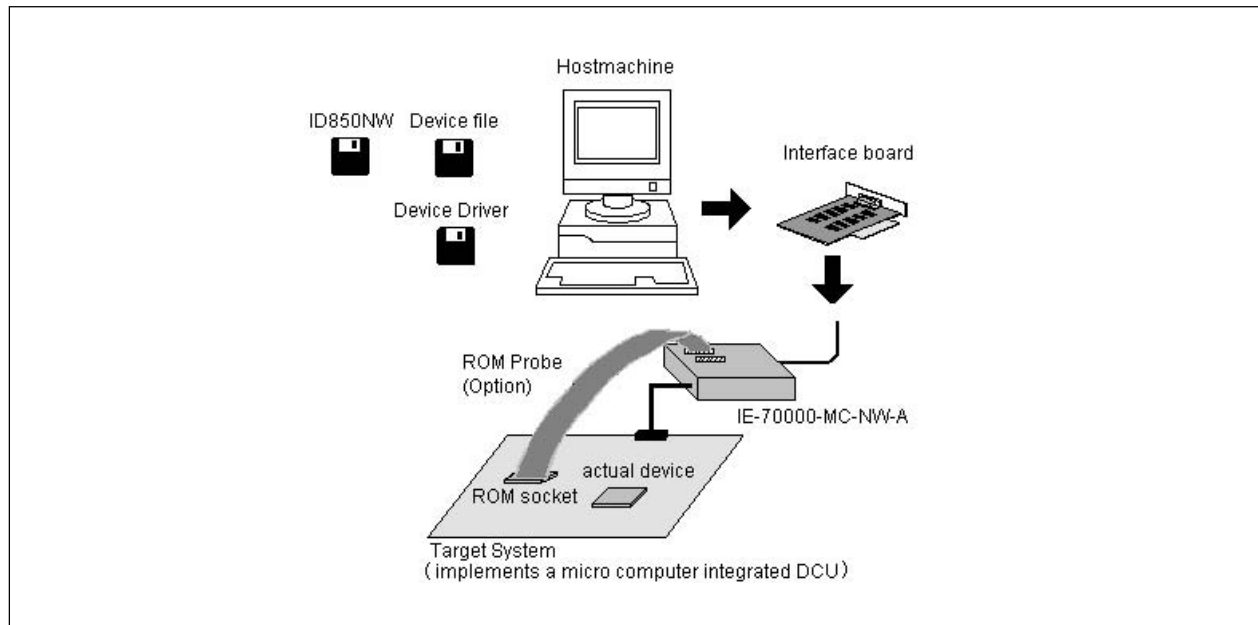 Hostmachine
ID850NW
Device file
Interface board
Device Driver
ROM Probe
(Option)
IE-70000-MC-NW-A
actual device
ROM socket
Target System
(implements a micro computer integrated DCU)